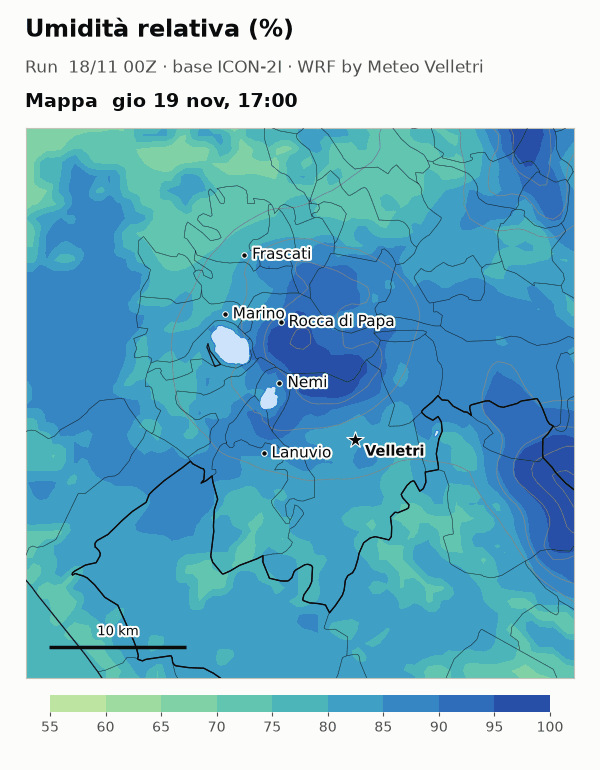 Umidità relativa (%)
Run  18/11 00Z · base ICON-2I · WRF by Meteo Velletri
Mappa  gio 19 nov, 17:00
Frascati
Marino
Rocca di Papa
Nemi
Velletri
Lanuvio
10 km
55 60 65 70 75 80 85 90 95 100